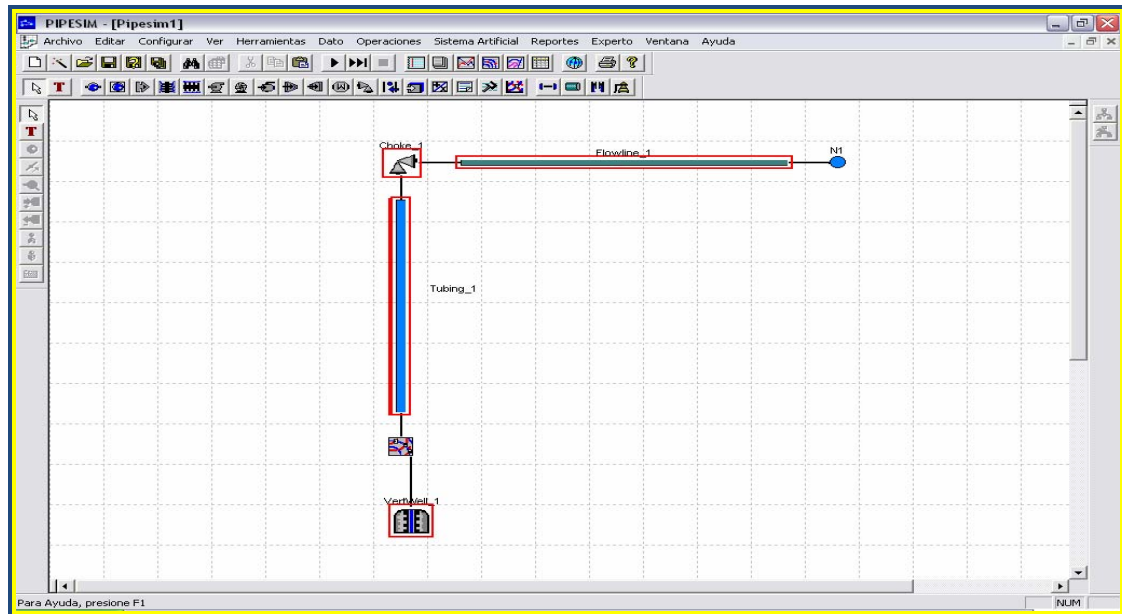 PIPESIM - [Pipesim1]
Archivo Editar Configurar Ver Herramientas Dato Operaciones Sistema Artificial Reportes Experto Ventana Ayuda
T
T
Choke_1
Flowline_1
N1
Tubing_1
VertWell_1
Para Ayuda, presione F1
NUM